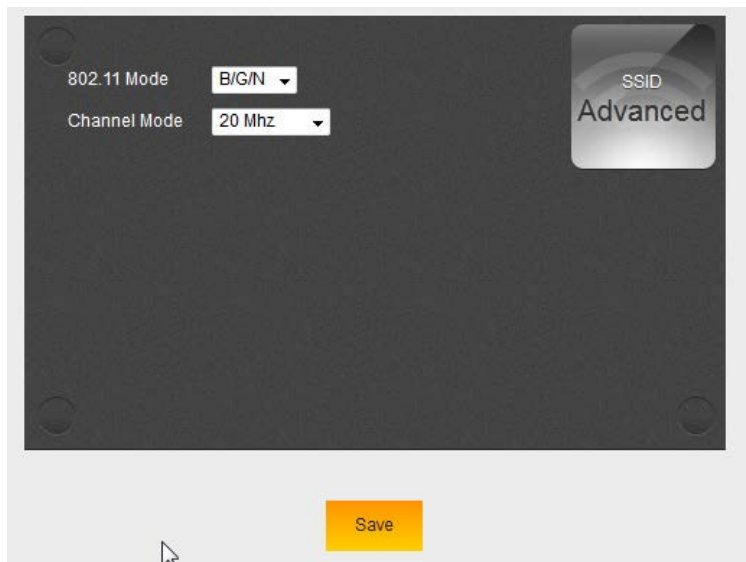 802.11 Mode B/G/N
Channel Mode 20 Mhz
SSID
Advanced
Save